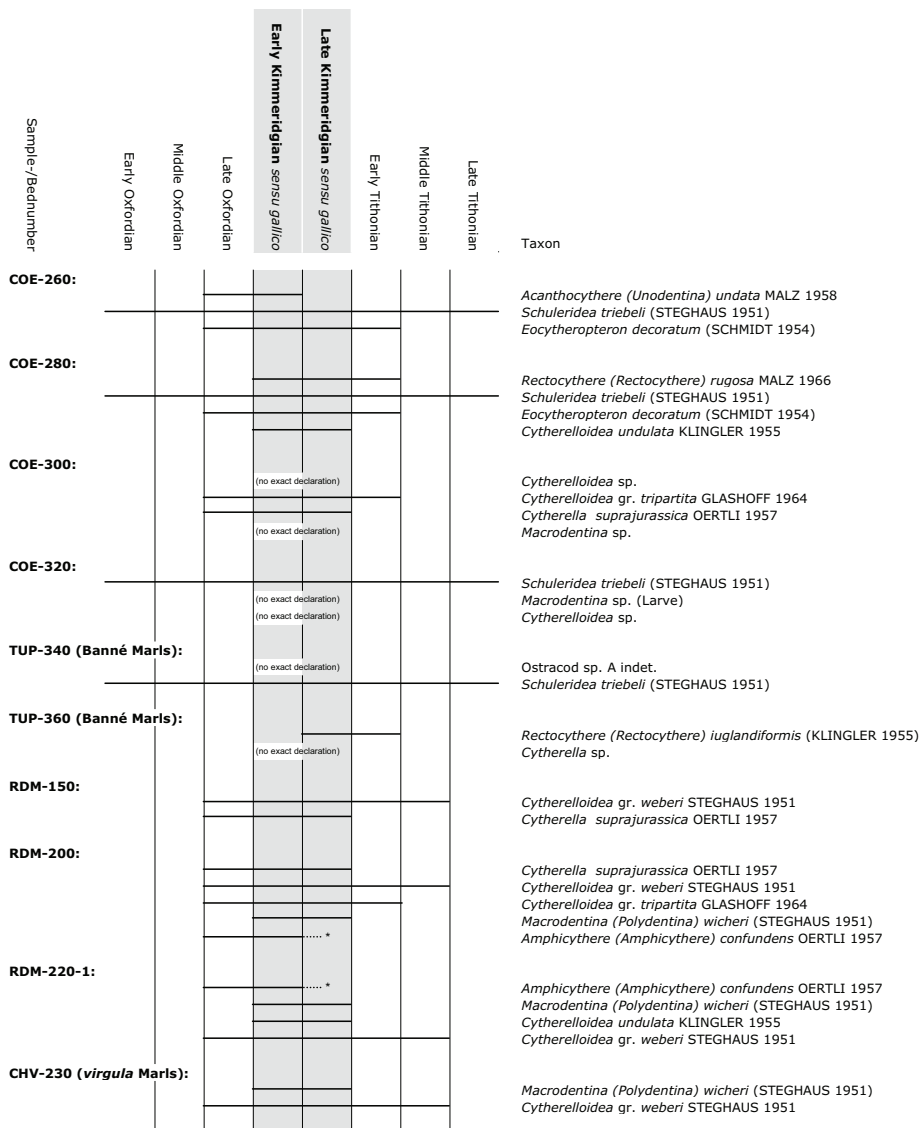 Sample-/Bednumber
Early Oxfordian
Middle Oxfordian
Late Oxfordian
Early Kimmeridgian sensu gallico
Late Kimmeridgian sensu gallico
Early Tithonian
Middle Tithonian
Late Tithonian
Taxon
COE-260:
Acanthocythere (Unodentina) undata MALZ 1958
Schuleridea triebeli (STEGHAUS 1951)
Eocytheropteron decoratum (SCHMIDT 1954)
COE-280:
Rectocythere (Rectocythere) rugosa MALZ 1966
Schuleridea triebeli (STEGHAUS 1951)
Eocytheropteron decoratum (SCHMIDT 1954)
Cytherelloidea undulata KLINGLER 1955
COE-300:
(no exact declaration) Cytherelloidea sp.
Cytherelloidea gr. tripartita GLASHOFF 1964
Cytherella suprajurassica OERTLI 1957
(no exact declaration) Macrodentina sp.
COE-320:
Schuleridea triebeli (STEGHAUS 1951)
(no exact declaration) Macrodentina sp. (Larve)
(no exact declaration) Cytherelloidea sp.
TUP-340 (Banné Marls):
(no exact declaration) Ostracod sp. A indet.
Schuleridea triebeli (STEGHAUS 1951)
TUP-360 (Banné Marls):
Rectocythere (Rectocythere) iuglandiformis (KLINGLER 1955)
(no exact declaration) Cytherella sp.
RDM-150:
Cytherelloidea gr. weberi STEGHAUS 1951
Cytherella suprajurassica OERTLI 1957
RDM-200:
Cytherella suprajurassica OERTLI 1957
Cytherelloidea gr. weberi STEGHAUS 1951
Cytherelloidea gr. tripartita GLASHOFF 1964
Macrodentina (Polydentina) wicheri (STEGHAUS 1951)
* Amphicythere (Amphicythere) confundens OERTLI 1957
RDM-220-1:
* Amphicythere (Amphicythere) confundens OERTLI 1957
Macrodentina (Polydentina) wicheri (STEGHAUS 1951)
Cytherelloidea undulata KLINGLER 1955
Cytherelloidea gr. weberi STEGHAUS 1951
CHV-230 (virgula Marls):
Macrodentina (Polydentina) wicheri (STEGHAUS 1951)
Cytherelloidea gr. weberi STEGHAUS 1951